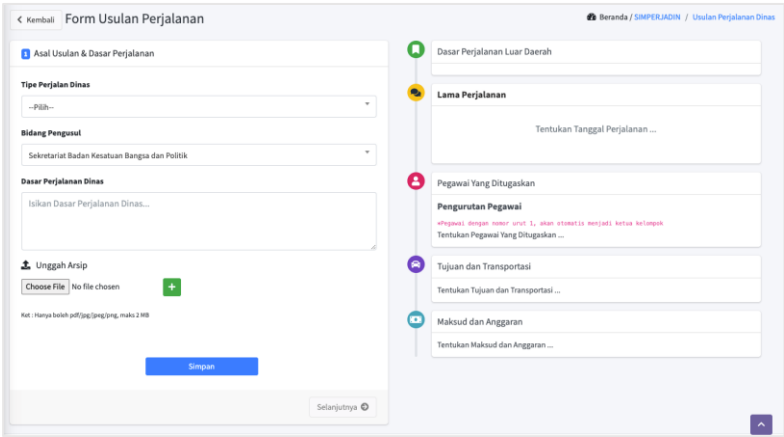 Kembali Form Usulan Perjalanan
Beranda / SIMPERJADIN / Usulan Perjalanan Dinas
1 Asal Usulan & Dasar Perjalanan
Tipe Perjalan Dinas
--Pilih--
Bidang Pengusul
Sekretariat Badan Kesatuan Bangsa dan Politik
Dasar Perjalanan Dinas
Isikan Dasar Perjalanan Dinas...
Unggah Arsip
Choose File No file chosen
Ket : Hanya boleh pdf/jpg/jpeg/png, maks 2 MB
Simpan
Selanjutnya
Dasar Perjalanan Luar Daerah
Lama Perjalanan
Tentukan Tanggal Perjalanan ...
Pegawai Yang Ditugaskan
Pengurutan Pegawai
*Pegawai dengan nomor urut 1, akan otomatis menjadi ketua kelompok
Tentukan Pegawai Yang Ditugaskan ...
Tujuan dan Transportasi
Tentukan Tujuan dan Transportasi ...
Maksud dan Anggaran
Tentukan Maksud dan Anggaran ...